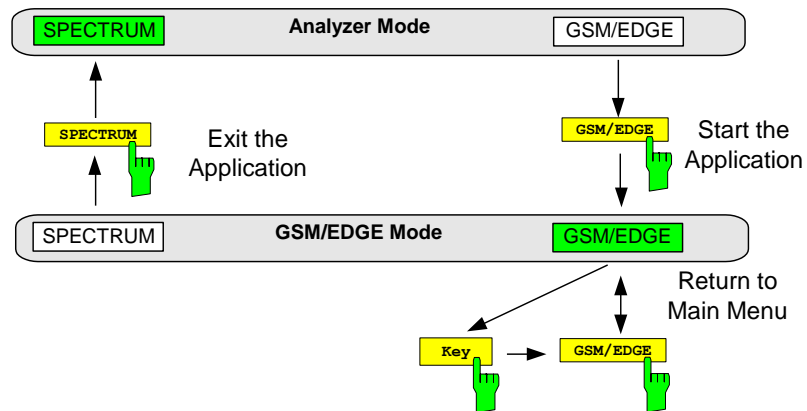 SPECTRUM Analyzer Mode GSM/EDGE
SPECTRUM
Exit the
Application
GSM/EDGE
Start the
Application
SPECTRUM GSM/EDGE Mode GSM/EDGE
Return to
Main Menu
Key
GSM/EDGE